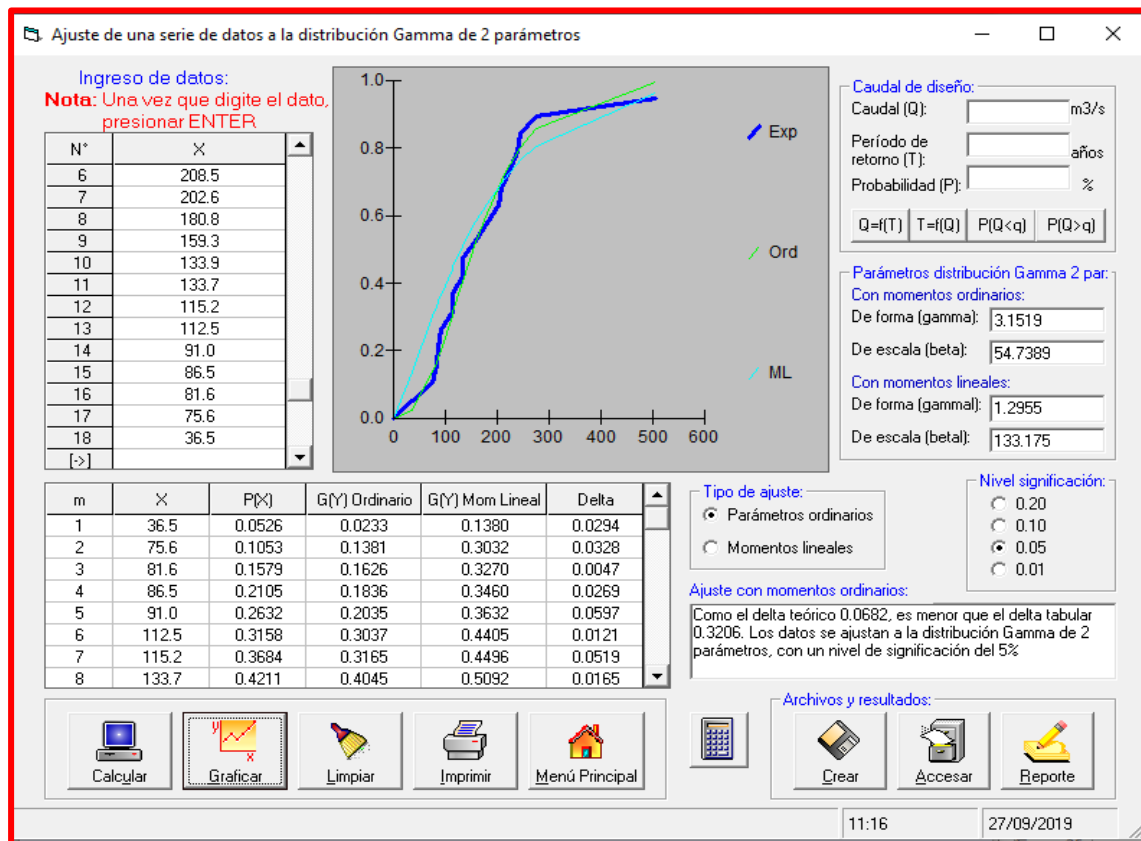 Ajuste de una serie de datos a la distribución Gamma de 2 parámetros
Ingreso de datos:
Nota: Una vez que digite el dato,
presionar ENTER
N° X
6 208.5
7 202.6
8 180.8
9 159.3
10 133.9
11 133.7
12 115.2
13 112.5
14 91.0
15 86.5
16 81.6
17 75.6
18 36.5
[->]
1.0
0.8
0.6
0.4
0.2
0.0
0 100 200 300 400 500 600
Exp
Ord
ML
Caudal de diseño:
Caudal (Q): m3/s
Período de
retorno (T): años
Probabilidad (P): %
Q=f(T) T=f(Q) P(Q<q) P(Q>q)
Parámetros distribución Gamma 2 par:
Con momentos ordinarios:
De forma (gamma): 3.1519
De escala (beta): 54.7389
Con momentos lineales:
De forma (gammal): 1.2955
De escala (betal): 133.175
m X P(X) G(Y) Ordinario G(Y) Mom Lineal Delta
1 36.5 0.0526 0.0233 0.1380 0.0294
2 75.6 0.1053 0.1381 0.3032 0.0328
3 81.6 0.1579 0.1626 0.3270 0.0047
4 86.5 0.2105 0.1836 0.3460 0.0269
5 91.0 0.2632 0.2035 0.3632 0.0597
6 112.5 0.3158 0.3037 0.4405 0.0121
7 115.2 0.3684 0.3165 0.4496 0.0519
8 133.7 0.4211 0.4045 0.5092 0.0165
Tipo de ajuste:
Parámetros ordinarios
Momentos lineales
Nivel significación:
0.20
0.10
0.05
0.01
Ajuste con momentos ordinarios:
Como el delta teórico 0.0682, es menor que el delta tabular
0.3206. Los datos se ajustan a la distribución Gamma de 2
parámetros, con un nivel de significación del 5%
Calcular Graficar Limpiar Imprimir Menú Principal
Archivos y resultados:
Crear Accesar Reporte
11:16 27/09/2019